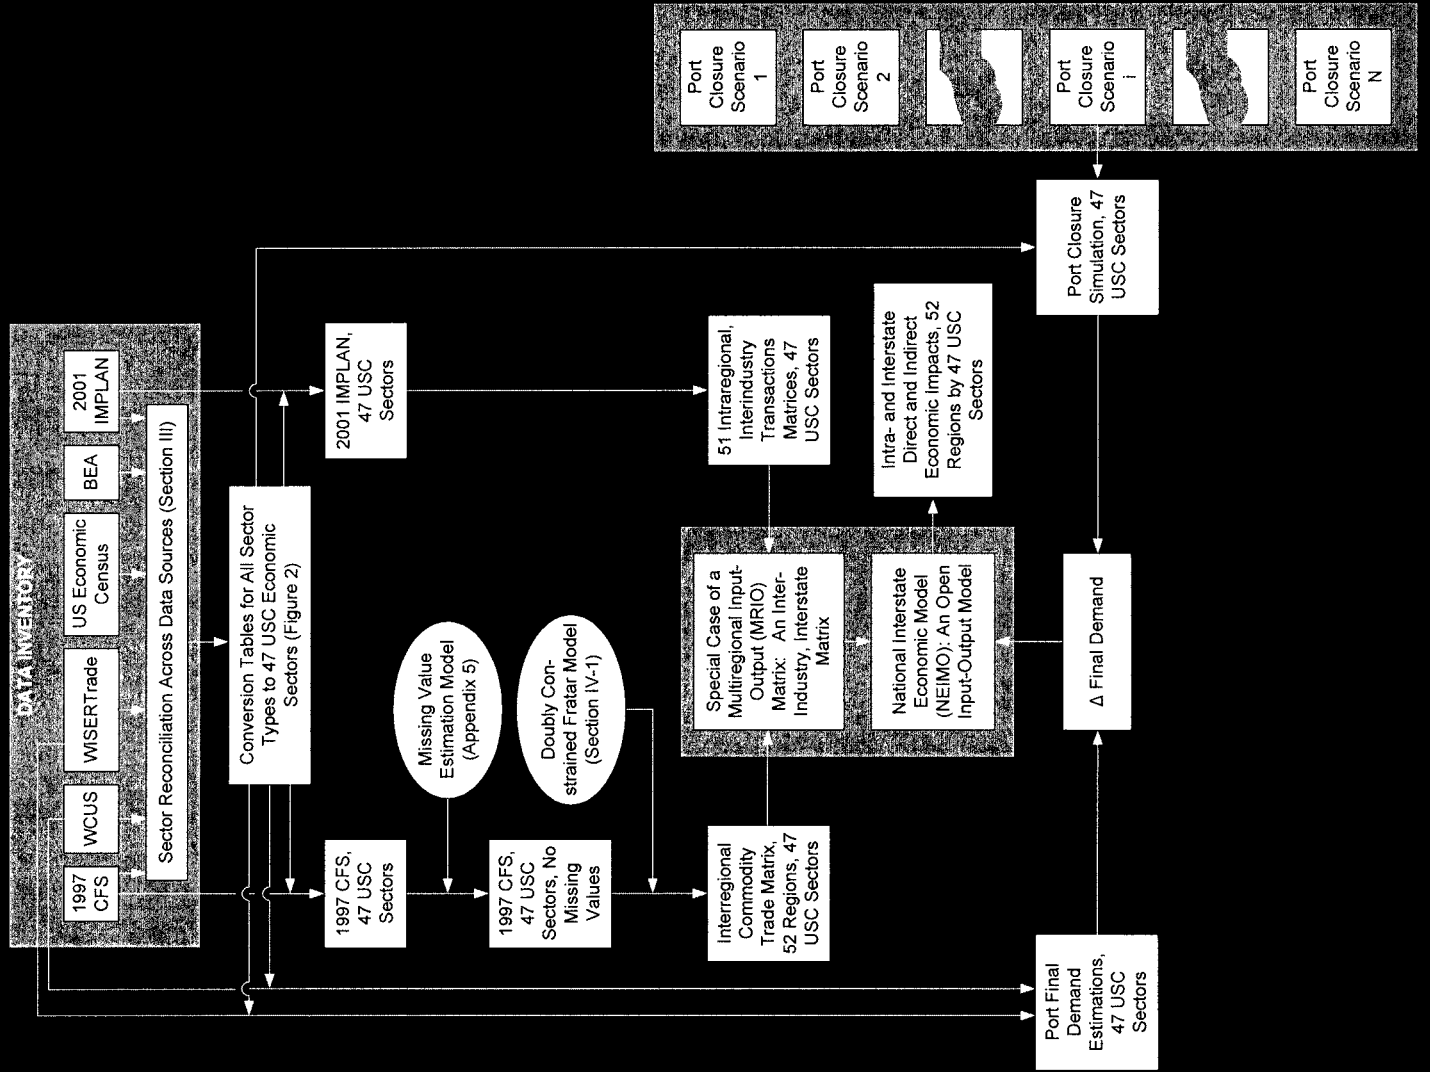 DATA INVENTORY
1997
CFS
WCUS
WISERTrade
US Economic
Census
BEA
2001
IMPLAN
Sector Reconciliation Across Data Sources (Section III)
Conversion Tables for All Sector
Types to 47 USC Economic
Sectors (Figure 2)
1997 CFS,
47 USC
Sectors
2001 IMPLAN,
47 USC
Sectors
Missing Value
Estimation Model
(Appendix 5)
1997 CFS,
47 USC
Sectors, No
Missing
Values
Doubly Con-
strained Fratar Model
(Section IV-1)
Interregional
Commodity
Trade Matrix,
52 Regions, 47
USC Sectors
Special Case of a
Multiregional Input-
Output (MRIO)
Matrix: An Inter-
Industry, Interstate
Matrix
51 Intraregional,
Interindustry
Transactions
Matrices, 47
USC Sectors
National Interstate
Economic Model
(NEIMO): An Open
Input-Output Model
Intra- and Interstate
Direct and Indirect
Economic Impacts, 52
Regions by 47 USC
Sectors
Port Final
Demand
Estimations,
47 USC
Sectors
Δ Final Demand
Port Closure
Simulation, 47
USC Sectors
Port
Closure
Scenario
1
Port
Closure
Scenario
2
Port
Closure
Scenario
i
Port
Closure
Scenario
N